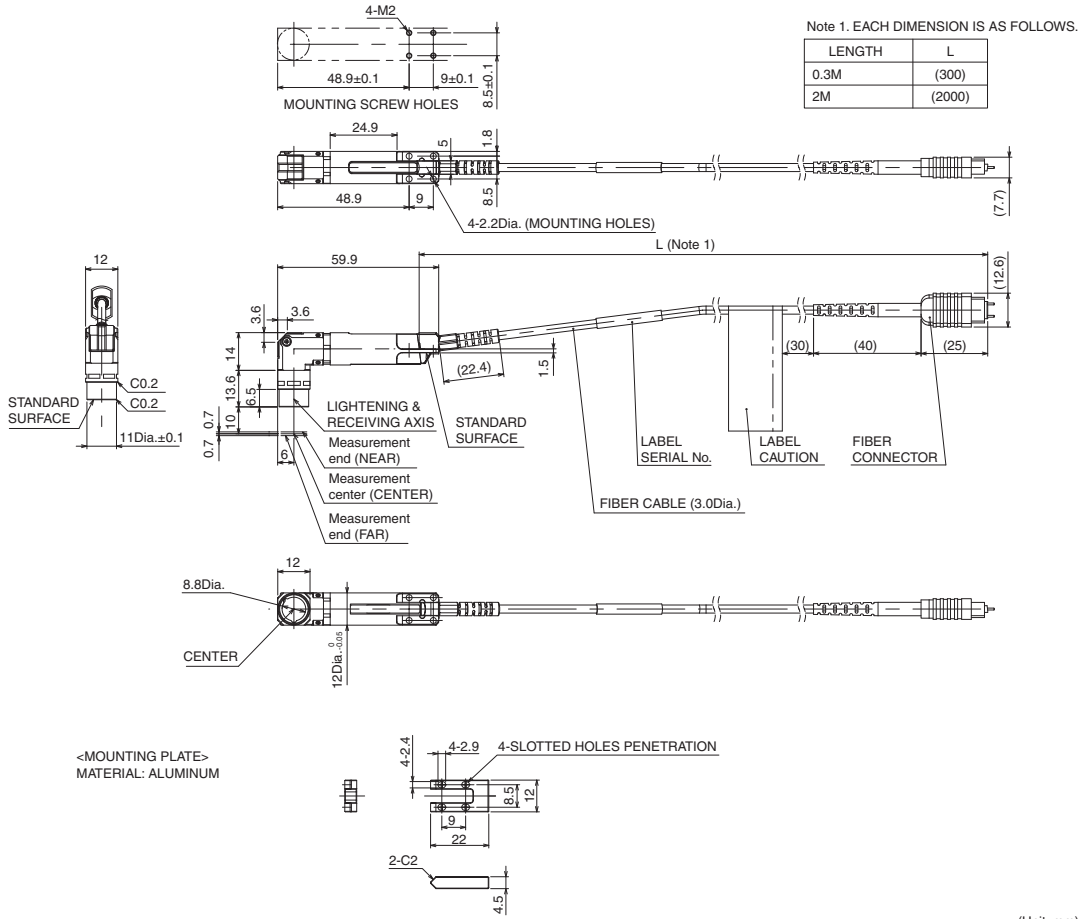 4-M2
48.9±0.1
9±0.1
8.5±0.1
MOUNTING SCREW HOLES
Note 1. EACH DIMENSION IS AS FOLLOWS.
LENGTH L
0.3M (300)
2M (2000)
24.9
5
1.8
48.9
9
8.5
4-2.2Dia. (MOUNTING HOLES)
(7.7)
L (Note 1)
12
59.9
(12.6)
3.6
3.6
14
13.6
6.5
10
0.7
0.7
6
(22.4)
1.5
(30)
(40)
(25)
C0.2
C0.2
STANDARD
SURFACE
11Dia.±0.1
LIGHTENING &
RECEIVING AXIS
Measurement
end (NEAR)
Measurement
center (CENTER)
Measurement
end (FAR)
STANDARD
SURFACE
LABEL
SERIAL No.
LABEL
CAUTION
FIBER
CONNECTOR
FIBER CABLE (3.0Dia.)
12
8.8Dia.
CENTER
12Dia. 0 -0.05
<MOUNTING PLATE>
MATERIAL: ALUMINUM
4-2.4
4-2.9
4-SLOTTED HOLES PENETRATION
8.5
12
9
22
2-C2
4.5